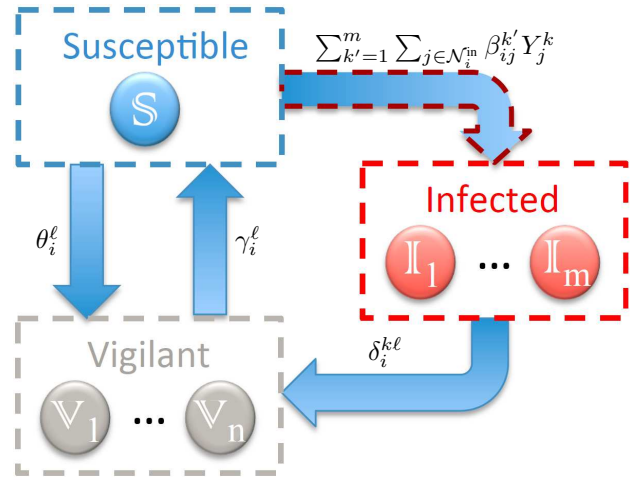 Susceptible
𝕊
$\sum_{k'=1}^{m} \sum_{j \in \mathcal{N}_i^{\text{in}}} \beta_{ij}^{k'} Y_j^k$
Infected
𝕀₁ ... 𝕀ₘ
$\theta_i^{\ell}$ $\gamma_i^{\ell}$
$\delta_i^{k\ell}$
Vigilant
𝕍₁ ... 𝕍ₙ